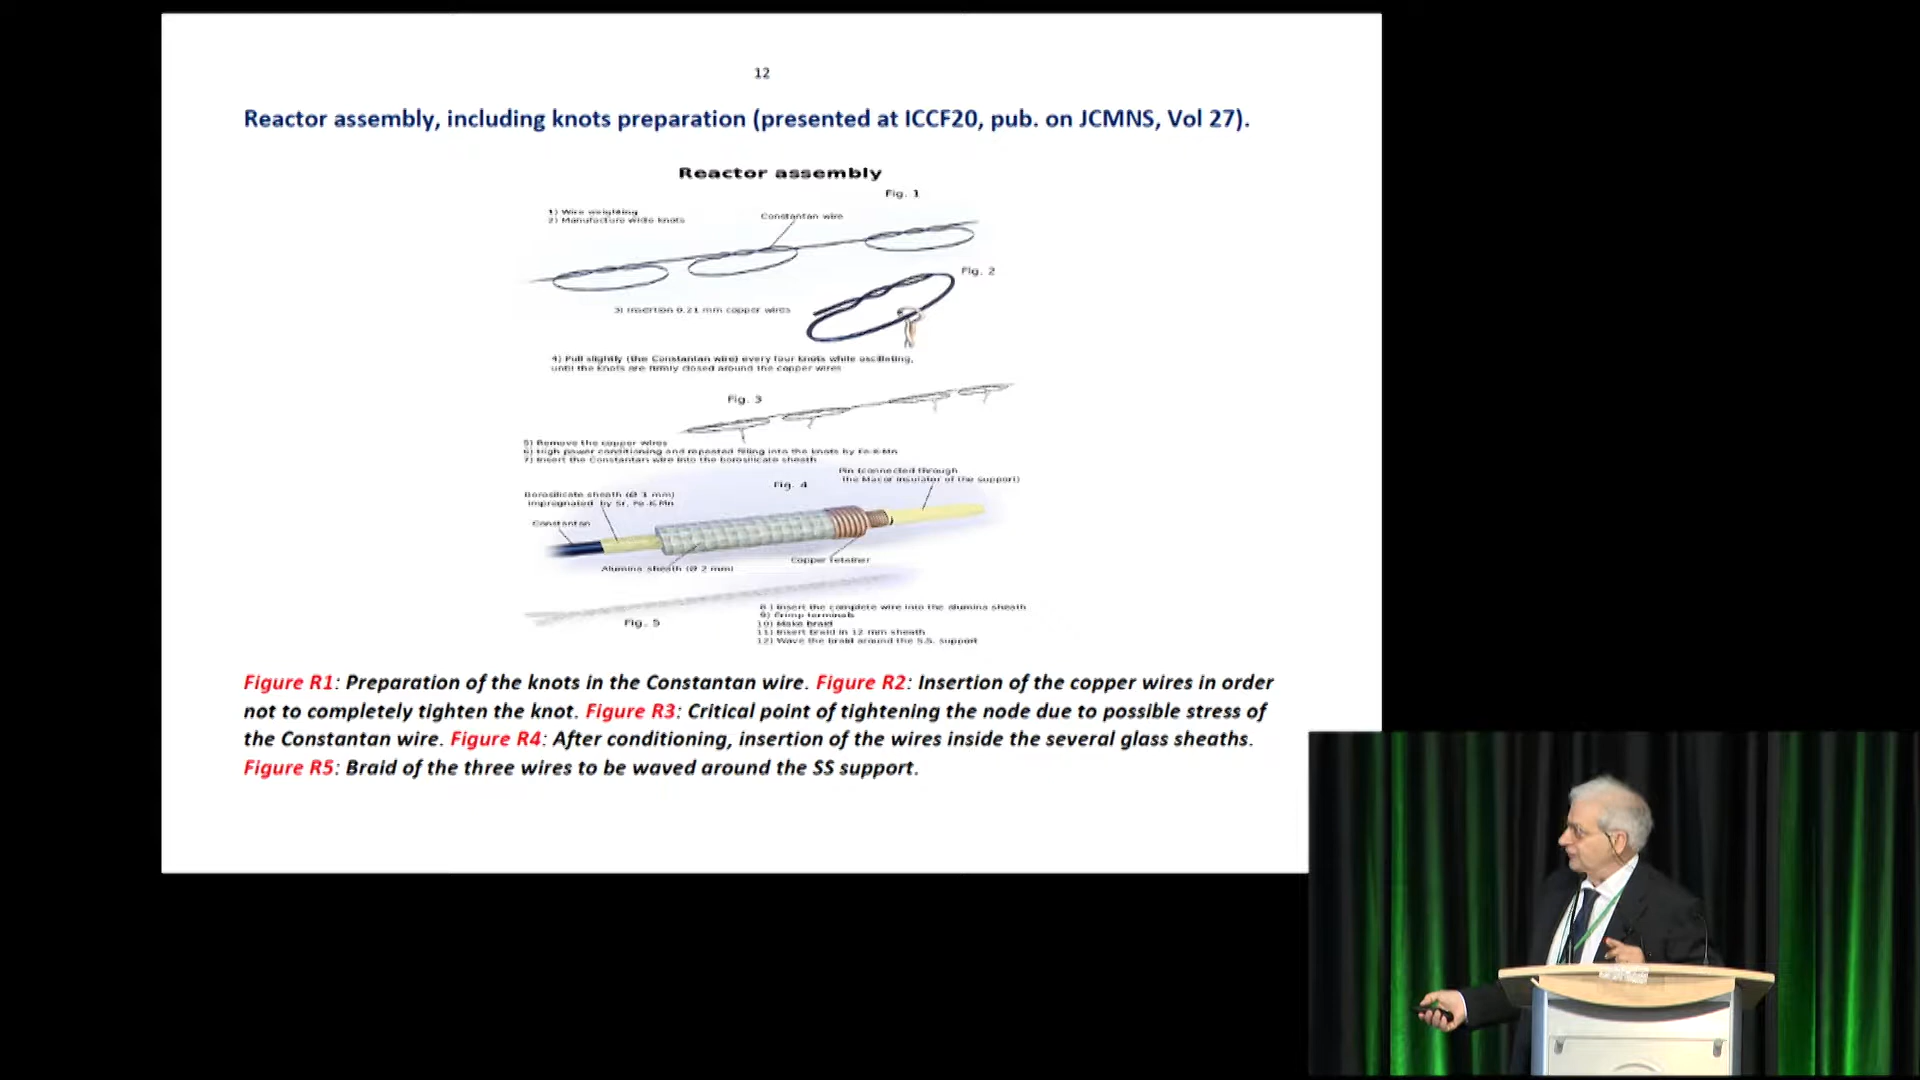 12
Reactor assembly, including knots preparation (presented at ICCF20, pub. on JCMNS, Vol 27).
Reactor assembly
Fig. 1
1) Wire weighting
2) Manufacture wide knots
Constantan wire
Fig. 2
3) Insertion 0.21 mm copper wires
4) Pull slightly (the Constantan wire) every four knots while oscillating,
until the knots are firmly closed around the copper wires
Fig. 3
5) Remove the copper wires
6) High power conditioning and repeated filling into the knots by Fe-K-Mn
7) Insert the Constantan wire into the borosilicate sheath
Pin (connected through
the Macor insulator of the support)
Fig. 4
Borosilicate sheath (Ø 1 mm)
impregnated by Sr, Fe-K-Mn
Constantan
Copper retainer
Alumina sheath (Ø 2 mm)
8) Insert the complete wire into the alumina sheath
9) Crimp terminals
10) Make braid
11) Insert braid in 12 mm sheath
12) Wave the braid around the S.S. support
Fig. 5
Figure R1: Preparation of the knots in the Constantan wire. Figure R2: Insertion of the copper wires in order
not to completely tighten the knot. Figure R3: Critical point of tightening the node due to possible stress of
the Constantan wire. Figure R4: After conditioning, insertion of the wires inside the several glass sheaths.
Figure R5: Braid of the three wires to be waved around the SS support.